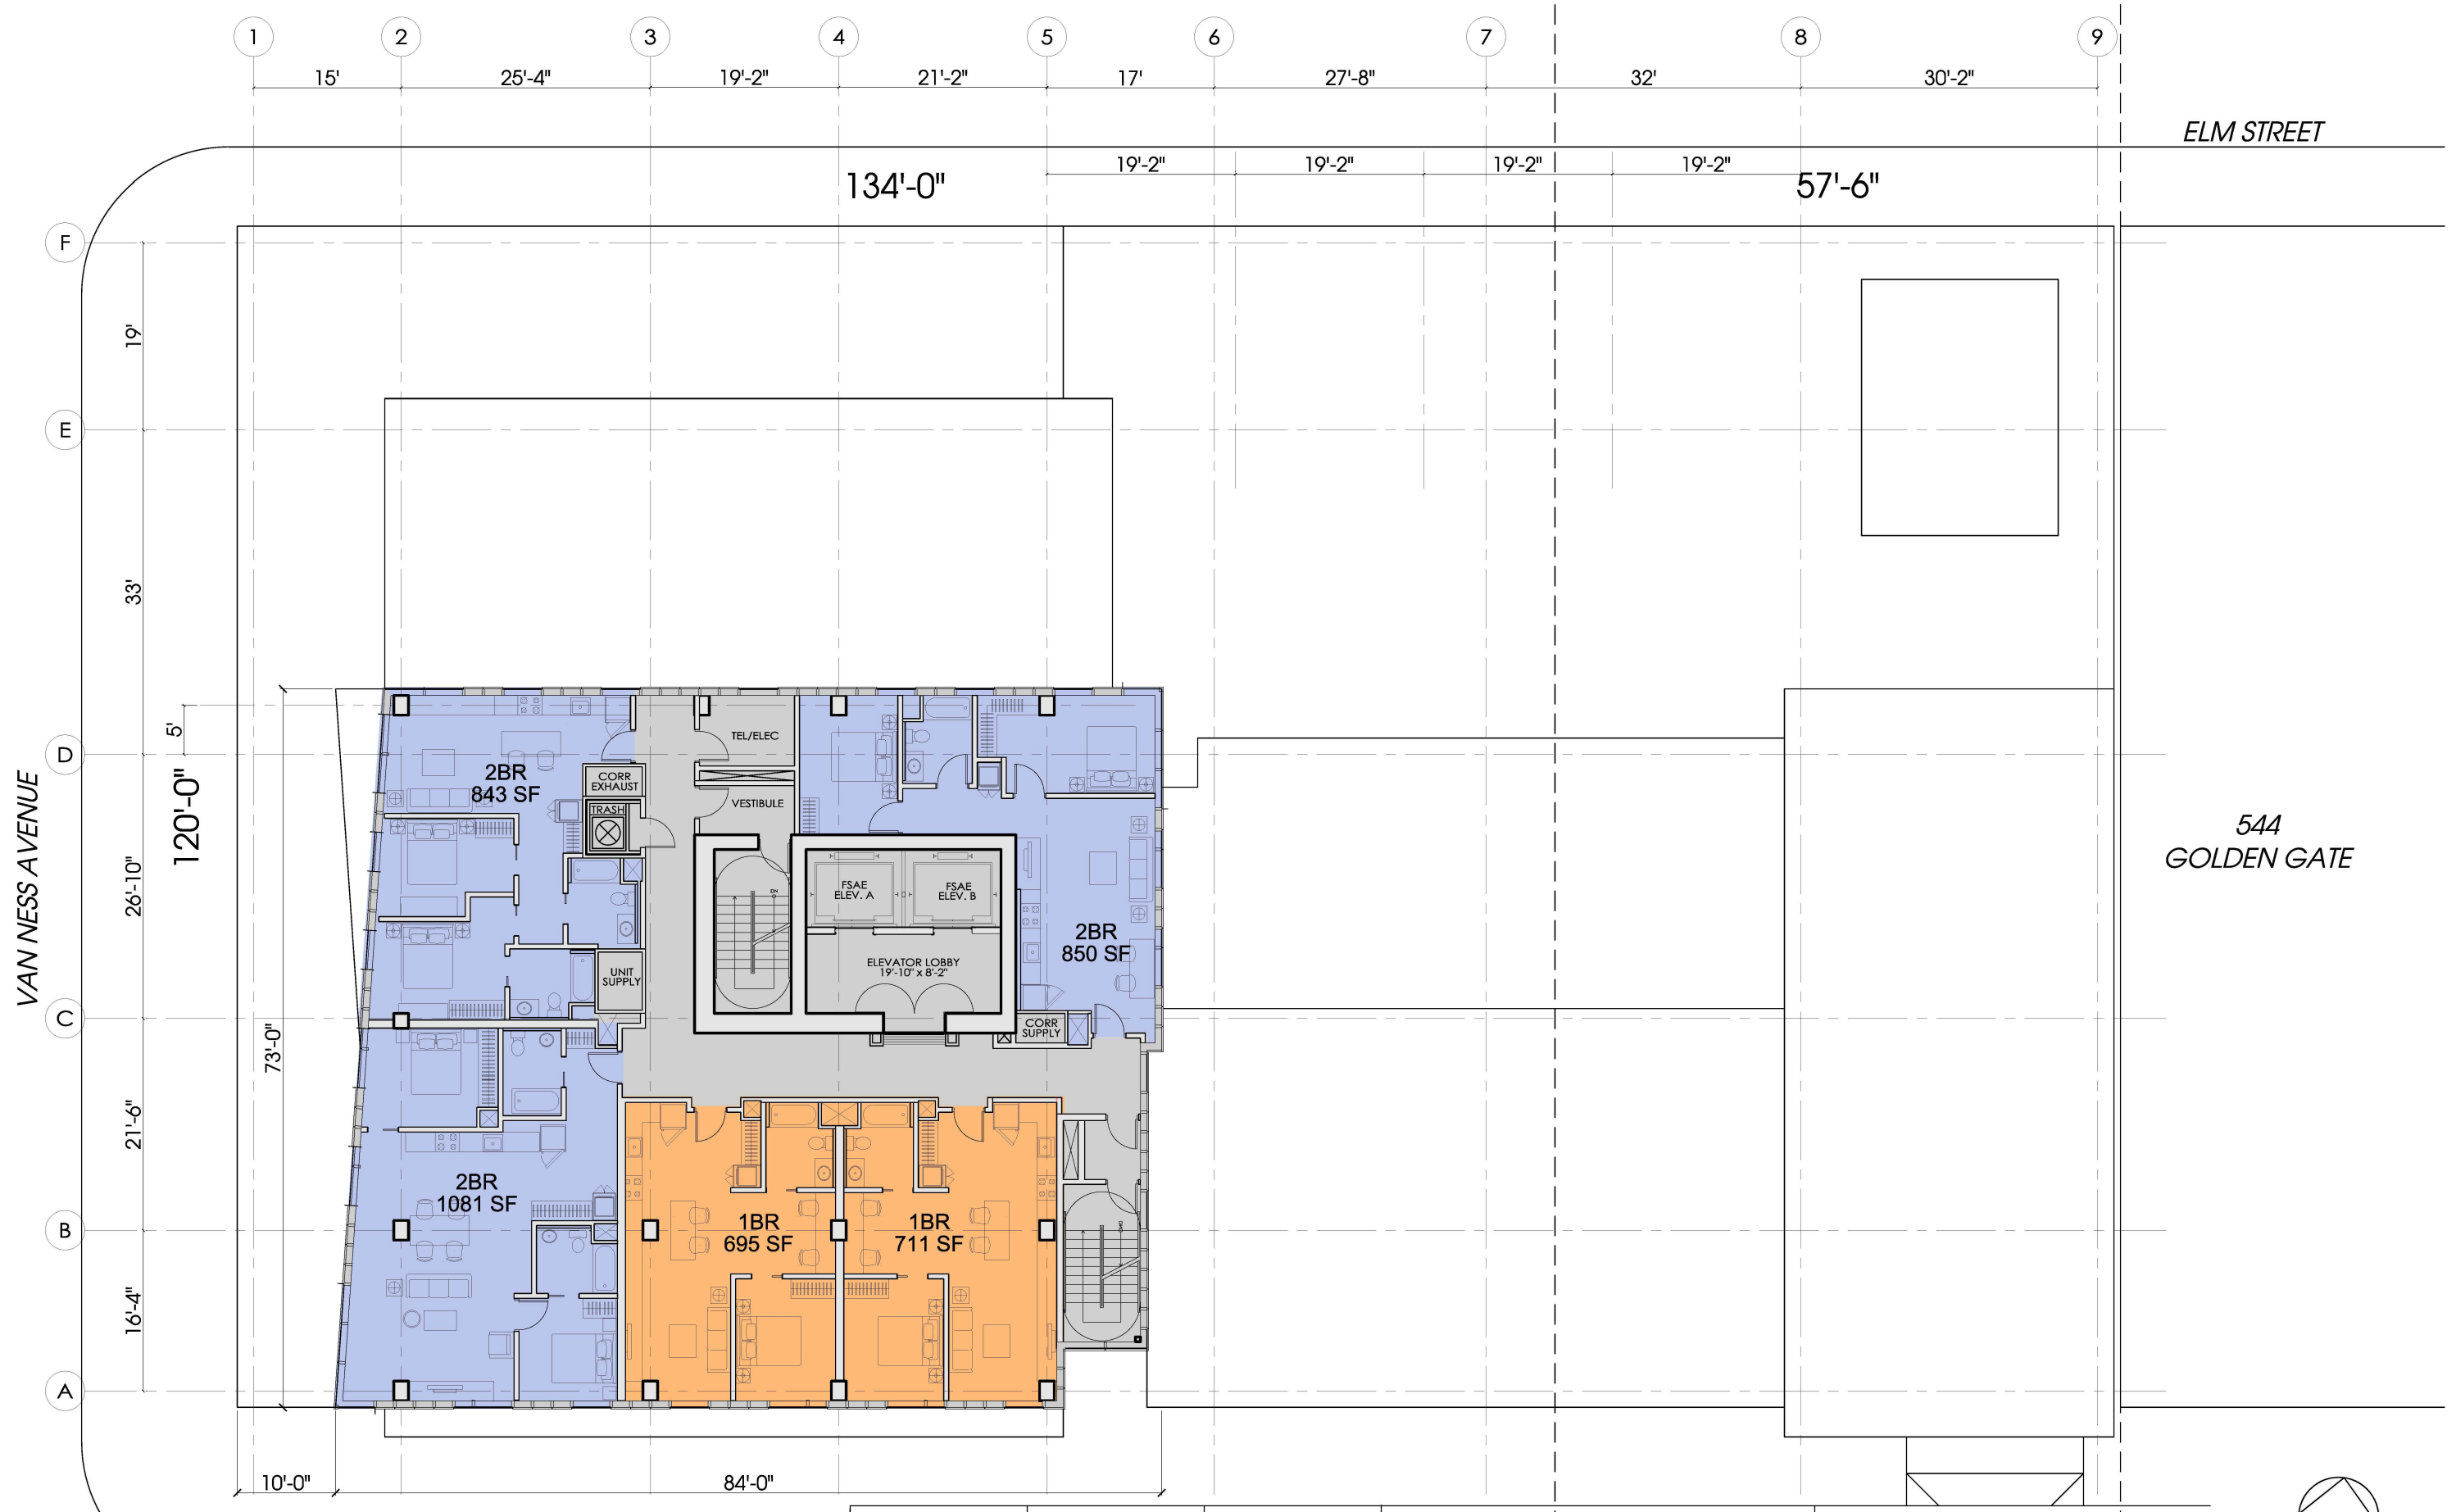 1 2 3 4 5 6 7 8 9
15' 25'-4" 19'-2" 21'-2" 17' 27'-8" 32' 30'-2"
ELM STREET
19'-2" 19'-2" 19'-2" 19'-2"
134'-0" 57'-6"
F
19'
E
33'
5'
D
120'-0"
VAN NESS AVENUE
26'-10"
C
73'-0"
21'-6"
B
16'-4"
A
TEL/ELEC
2BR
843 SF
CORR
EXHAUST
TRASH
VESTIBULE
544
GOLDEN GATE
DN
FSAE
ELEV. A
FSAE
ELEV. B
2BR
850 SF
ELEVATOR LOBBY
19'-10" x 8'-2"
UNIT
SUPPLY
CORR
SUPPLY
2BR
1081 SF
1BR
695 SF
1BR
711 SF
10'-0" 84'-0"